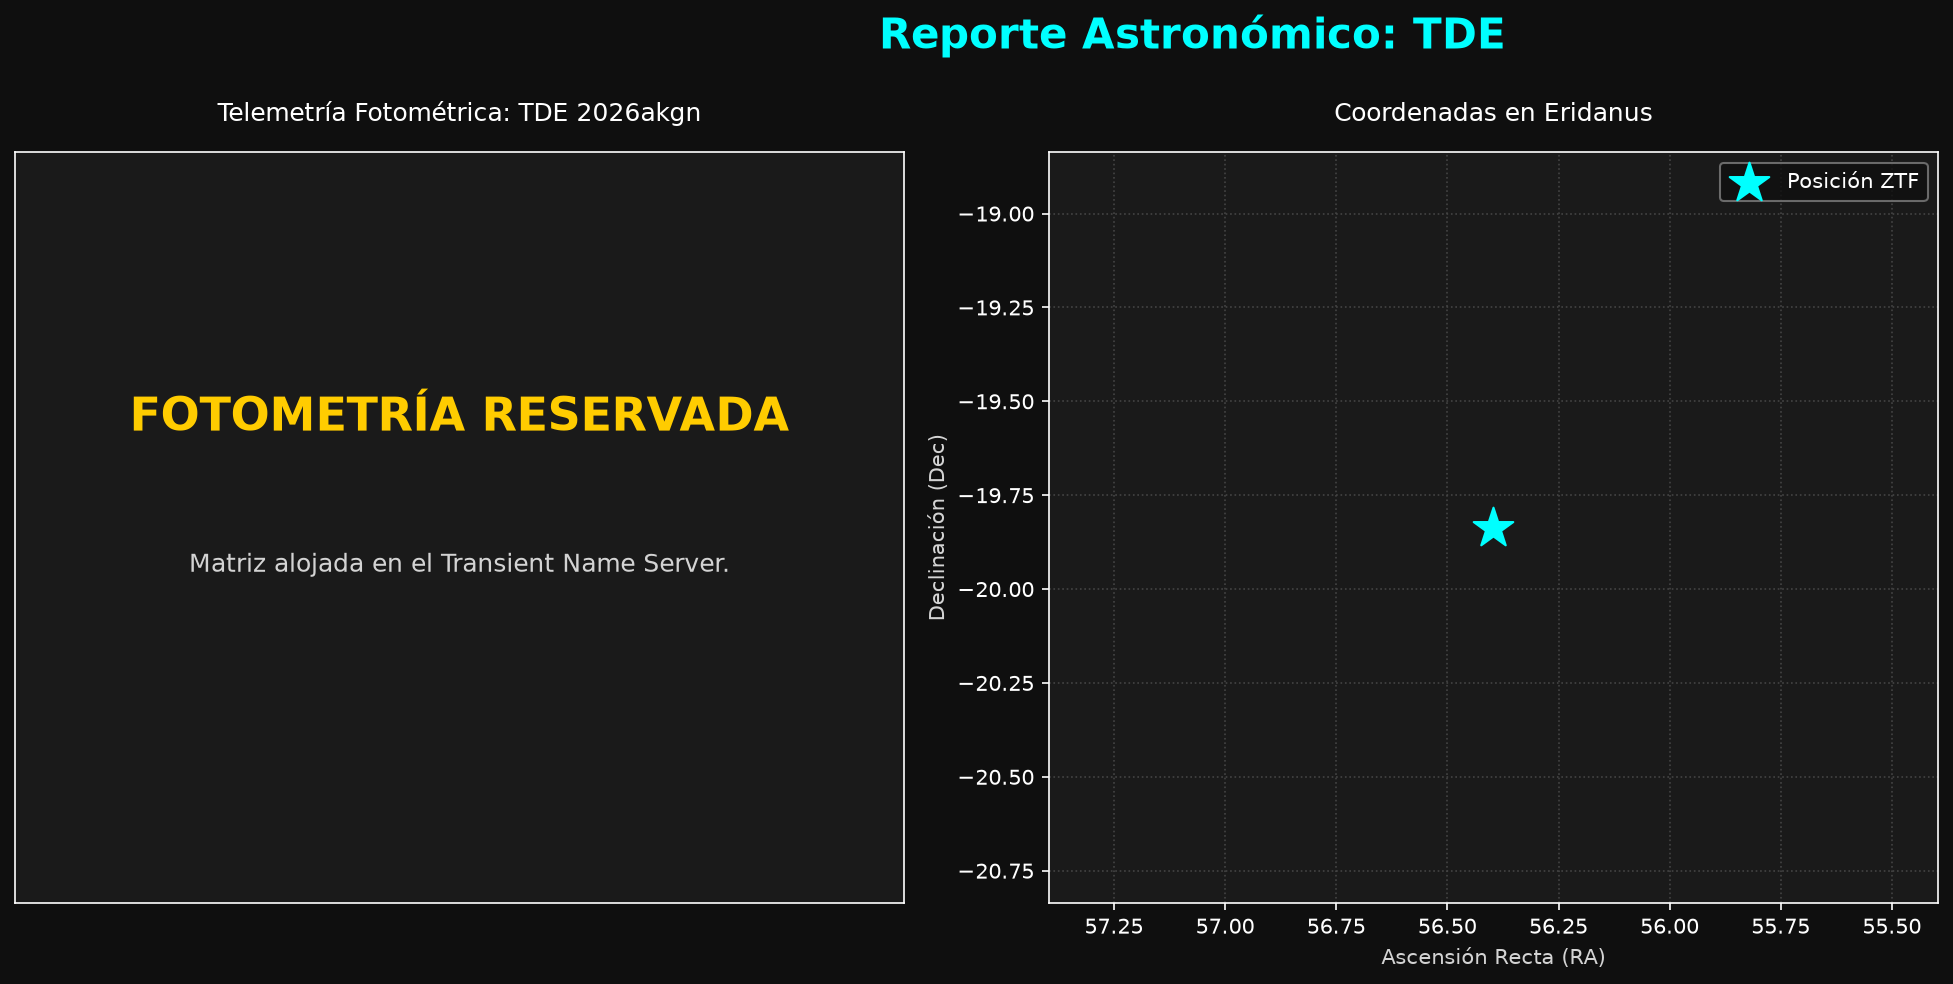 Reporte Astronómico: TDE
Telemetría Fotométrica: TDE 2026akgn
FOTOMETRÍA RESERVADA
Matriz alojada en el Transient Name Server.
Coordenadas en Eridanus
Posición ZTF
Declinación (Dec)
−19.00
−19.25
−19.50
−19.75
−20.00
−20.25
−20.50
−20.75
57.25 57.00 56.75 56.50 56.25 56.00 55.75 55.50
Ascensión Recta (RA)